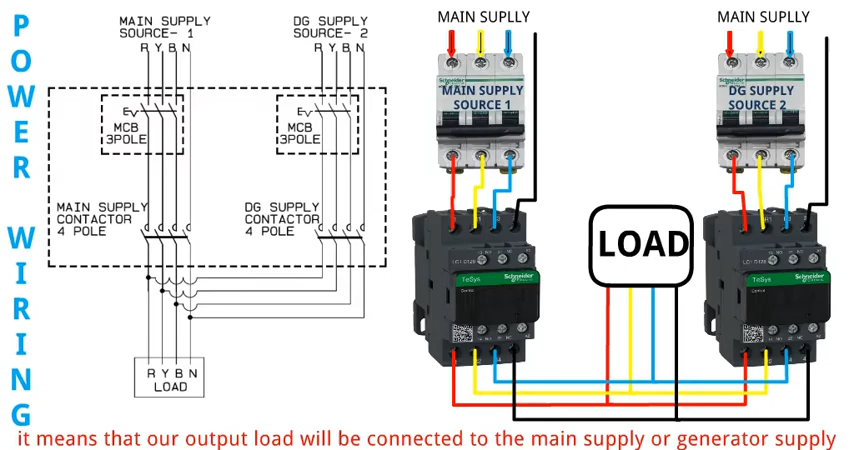 POWER WIRING
MAIN SUPPLY
SOURCE- 1
R Y B N
DG SUPPLY
SOURCE- 2
R Y B N
MCB
3POLE
MCB
3POLE
MAIN SUPPLY
CONTACTOR
4 POLE
DG SUPPLY
CONTACTOR
4 POLE
R Y B N
LOAD
MAIN SUPLLY
Schneider
MAIN SUPPLY
SOURCE 1
TeSys
Schneider
LOAD
MAIN SUPPLY
Schneider
DG SUPPLY
SOURCE 2
TeSys
Schneider
it means that our output load will be connected to the main supply or generator supply